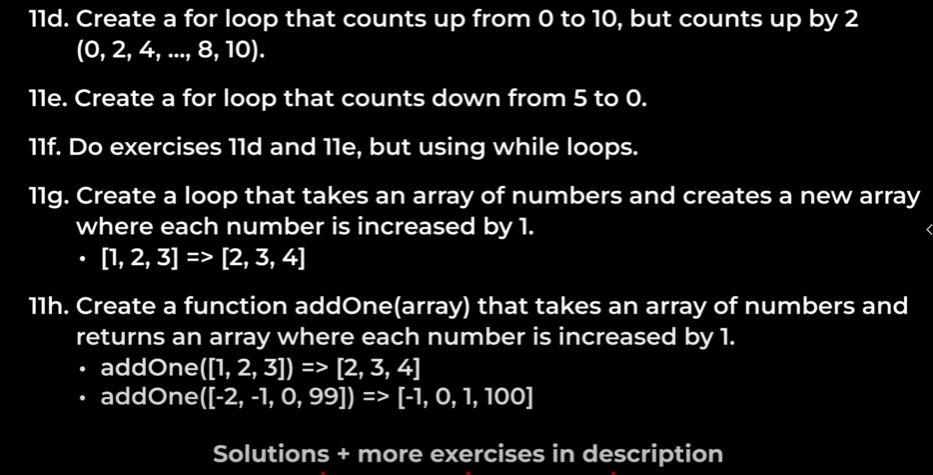 11d. Create a for loop that counts up from 0 to 10, but counts up by 2
(0, 2, 4, ..., 8, 10).
11e. Create a for loop that counts down from 5 to 0.
11f. Do exercises 11d and 11e, but using while loops.
11g. Create a loop that takes an array of numbers and creates a new array
where each number is increased by 1.
• [1, 2, 3] => [2, 3, 4]
11h. Create a function addOne(array) that takes an array of numbers and
returns an array where each number is increased by 1.
• addOne([1, 2, 3]) => [2, 3, 4]
• addOne([-2, -1, 0, 99]) => [-1, 0, 1, 100]
Solutions + more exercises in description